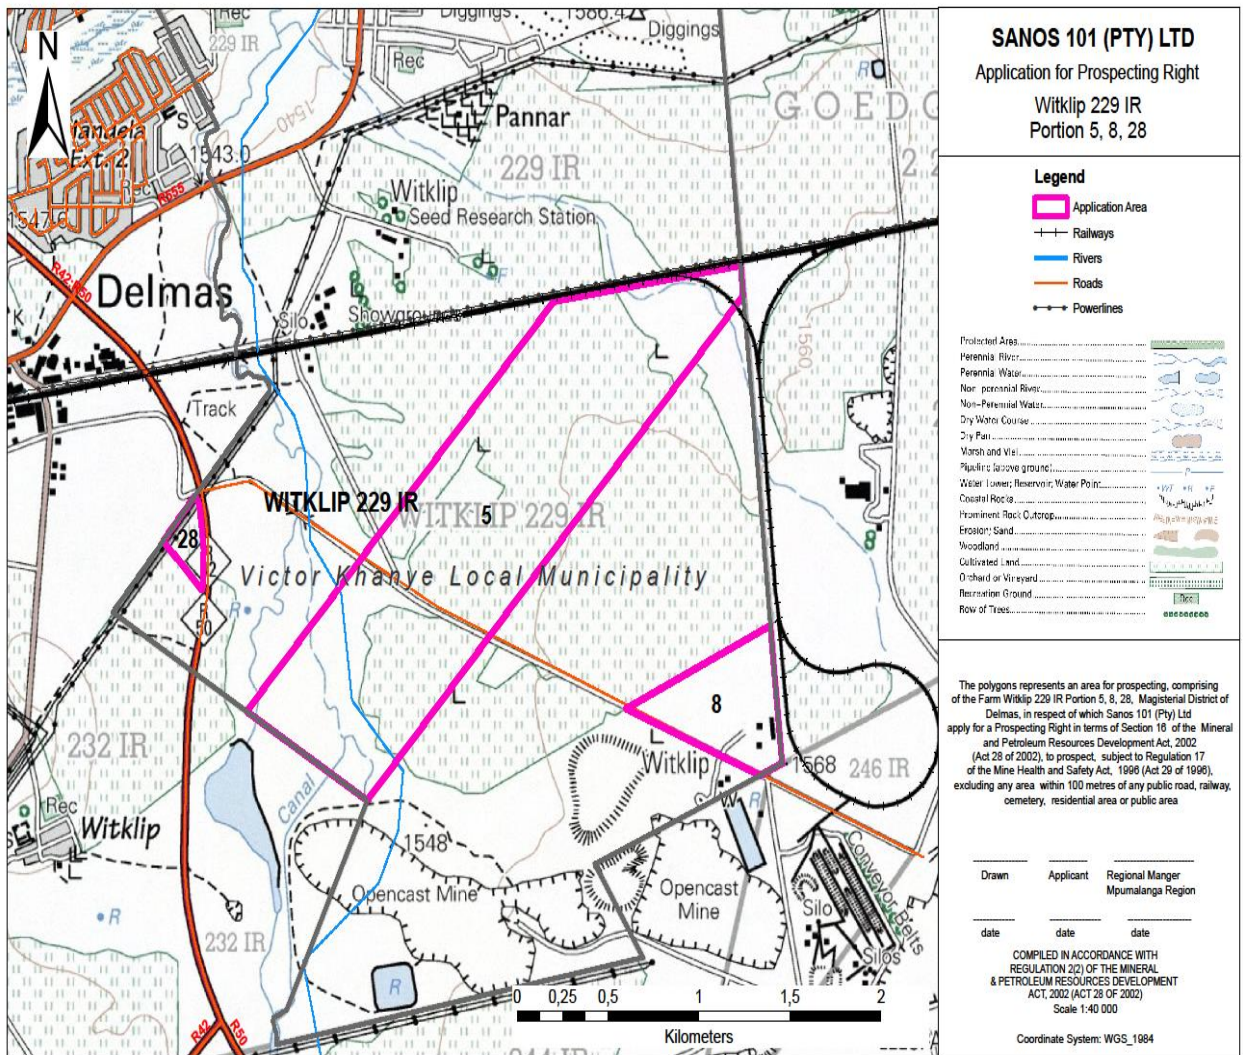 Diggings
1586.4
Diggings
229 IR
Rec
R
N
1540
Pannar
GOEDG
S
Ext. 2
1543.0
Rec
R555
229 IR
Witklip
Seed Research Station
R42-R50
Delmas
K
Silo
Showgrounds
1560
Track
WITKLIP 229 IR
WITKLIP 229 IR
5
28
Victor Khanye Local Municipality
R
50
R
8
Witklip
1568
246 IR
232 IR
Canal
W
R
Rec
Witklip
1548
Opencast Mine
Opencast
Mine
Conveyor Belts
Silo
Silos
R
232 IR
R
R42
R50
0 0,25 0,5 1 1,5 2
Kilometers
SANOS 101 (PTY) LTD
Application for Prospecting Right
Witklip 229 IR
Portion 5, 8, 28
Legend
Application Area
Railways
Rivers
Roads
Powerlines
Protected Area
Perennial River
Perennial Water
Non-perennial River
Non-Perennial Water
Dry Water Course
Dry Pan
Marsh and Vlei
Pipeline (above ground)
Water Tower; Reservoir; Water Point
Coastal Rocks
Prominent Rock Outcrop
Erosion; Sand
Woodland
Cultivated Land
Orchard or Vineyard
Recreation Ground
Rec
Row of Trees
The polygons represents an area for prospecting, comprising
of the Farm Witklip 229 IR Portion 5, 8, 28, Magisterial District of
Delmas, in respect of which Sanos 101 (Pty) Ltd
apply for a Prospecting Right in terms of Section 16 of the Mineral
and Petroleum Resources Development Act, 2002
(Act 28 of 2002), to prospect, subject to Regulation 17
of the Mine Health and Safety Act, 1996 (Act 29 of 1996),
excluding any area within 100 metres of any public road, railway,
cemetery, residential area or public area
Drawn Applicant Regional Manger
Mpumalanga Region
date date date
COMPILED IN ACCORDANCE WITH
REGULATION 2(2) OF THE MINERAL
& PETROLEUM RESOURCES DEVELOPMENT
ACT, 2002 (ACT 28 OF 2002)
Scale 1:40 000
Coordinate System: WGS_1984